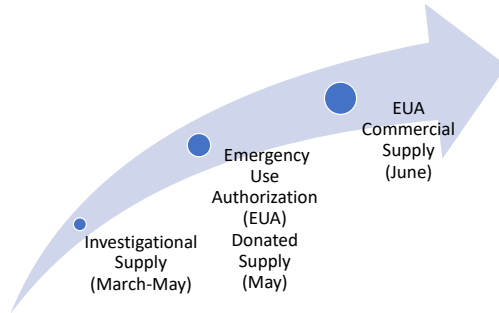 Investigational
Supply
(March-May)
Emergency
Use
Authorization
(EUA)
Donated
Supply
(May)
EUA
Commercial
Supply
(June)